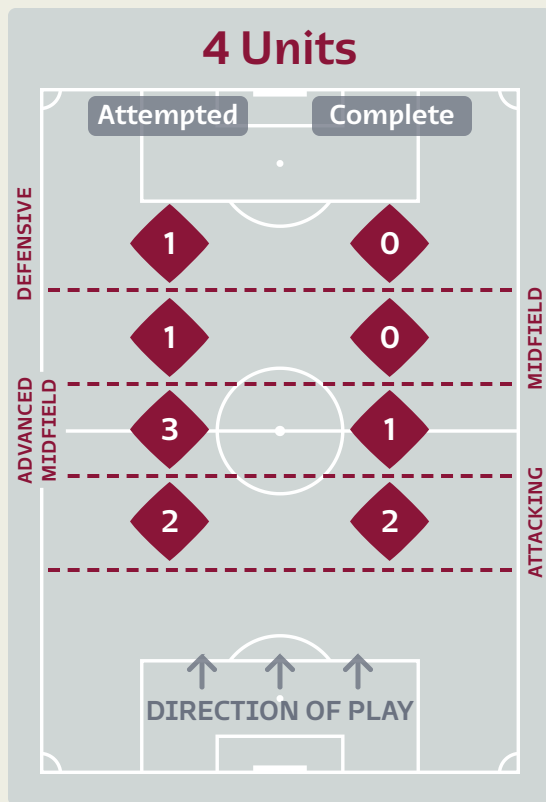 4 Units
Attempted Complete
DEFENSIVE
1 0
MIDFIELD
1 0
ADVANCED
MIDFIELD
3 1
ATTACKING
2 2
DIRECTION OF PLAY